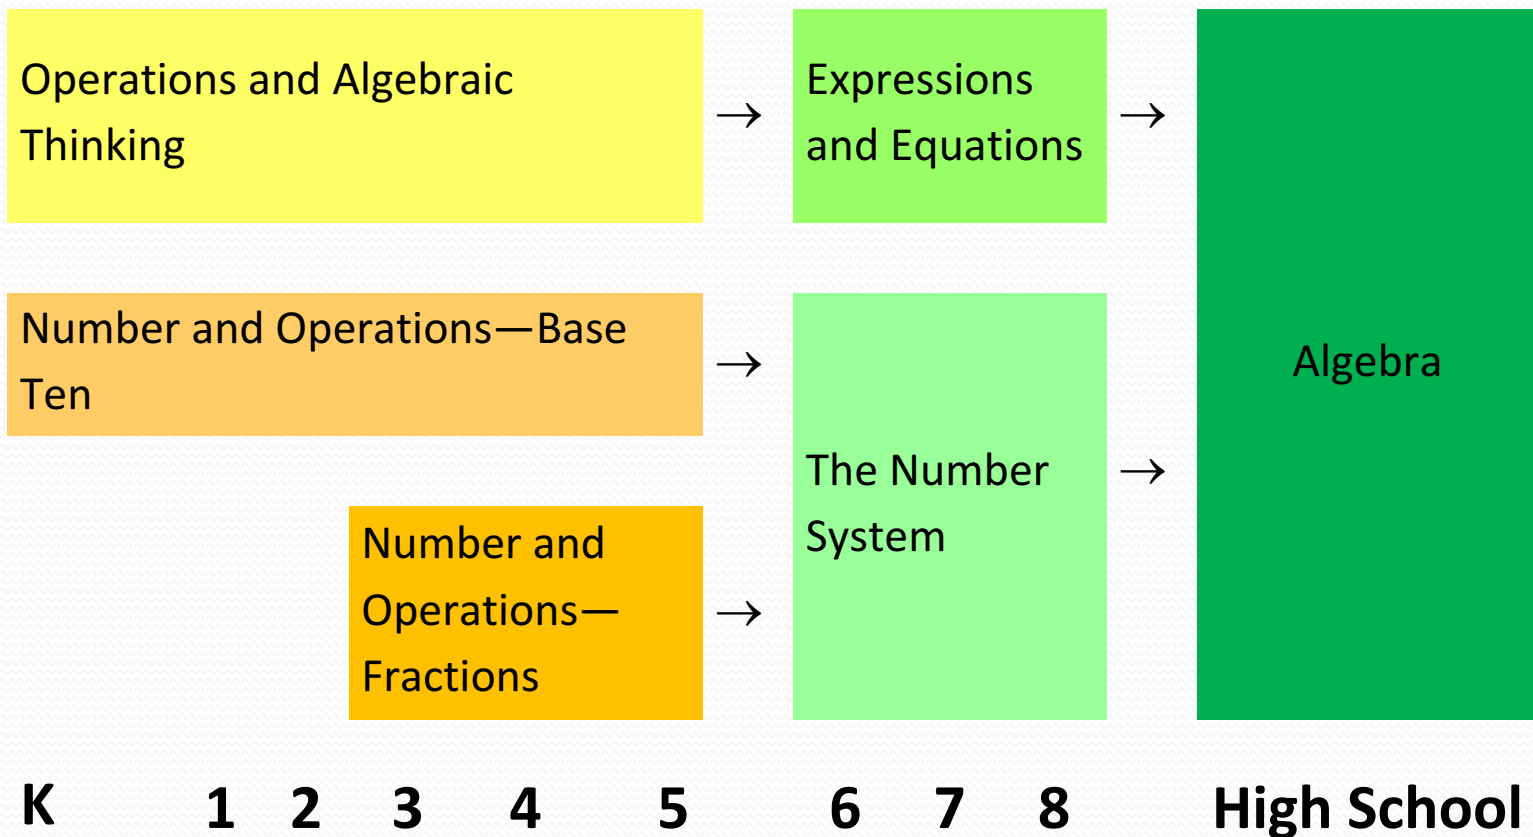 Operations and Algebraic
Thinking
→
Expressions
and Equations
→
Number and Operations—Base
Ten
→
Number and
Operations—
Fractions
→
The Number
System
→
Algebra
K 1 2 3 4 5 6 7 8 High School